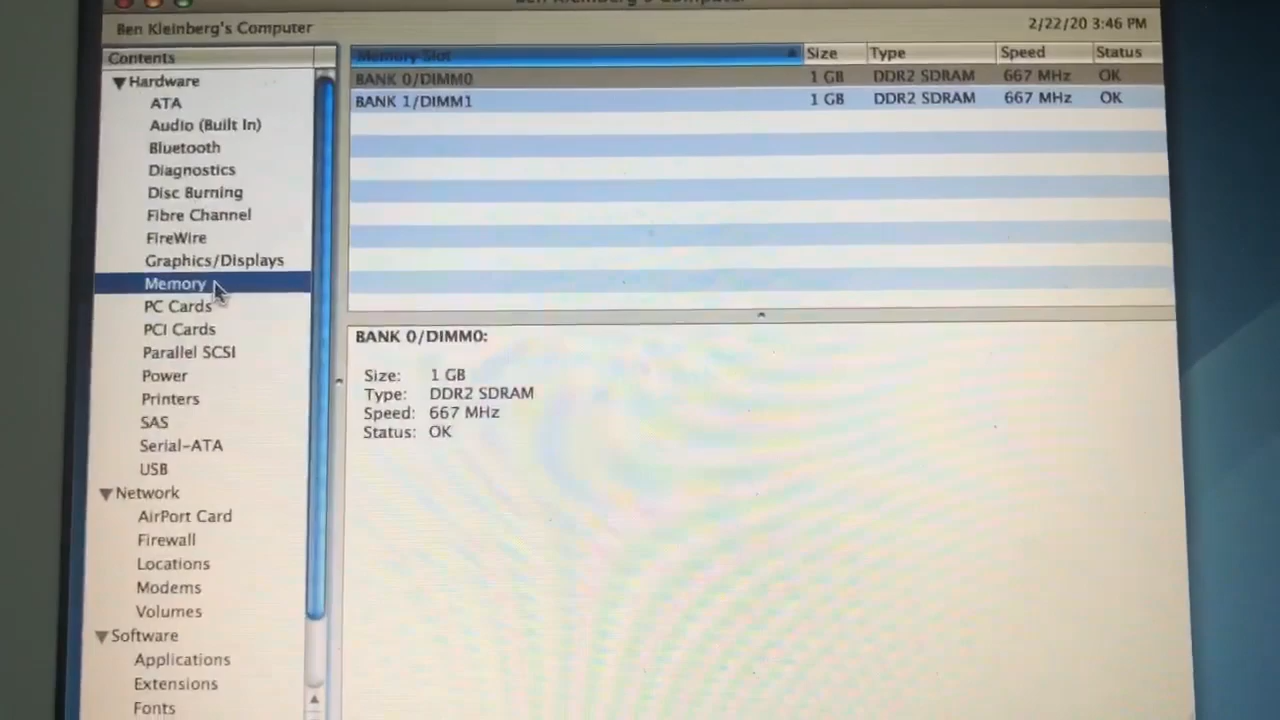 Ben Kleinberg's Computer
Ben Kleinberg's Computer
2/22/20 3:46 PM
Contents
Hardware
ATA
Audio (Built In)
Bluetooth
Diagnostics
Disc Burning
Fibre Channel
FireWire
Graphics/Displays
Memory
PC Cards
PCI Cards
Parallel SCSI
Power
Printers
SAS
Serial-ATA
USB
Network
AirPort Card
Firewall
Locations
Modems
Volumes
Software
Applications
Extensions
Fonts
Memory Slot Size Type Speed Status
BANK 0/DIMM0 1 GB DDR2 SDRAM 667 MHz OK
BANK 1/DIMM1 1 GB DDR2 SDRAM 667 MHz OK
BANK 0/DIMM0:
Size: 1 GB
Type: DDR2 SDRAM
Speed: 667 MHz
Status: OK